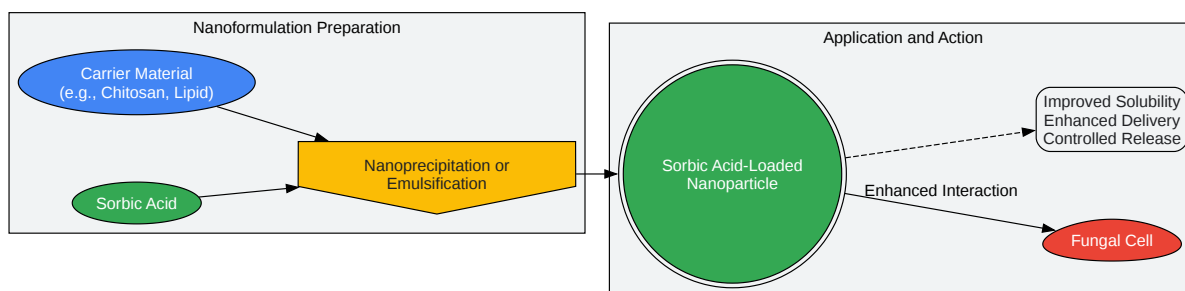 Nanoformulation Preparation
Carrier Material
(e.g., Chitosan, Lipid)
Sorbic Acid
Nanoprecipitation or
Emulsification
Application and Action
Sorbic Acid-Loaded
Nanoparticle
Improved Solubility
Enhanced Delivery
Controlled Release
Enhanced Interaction
Fungal Cell